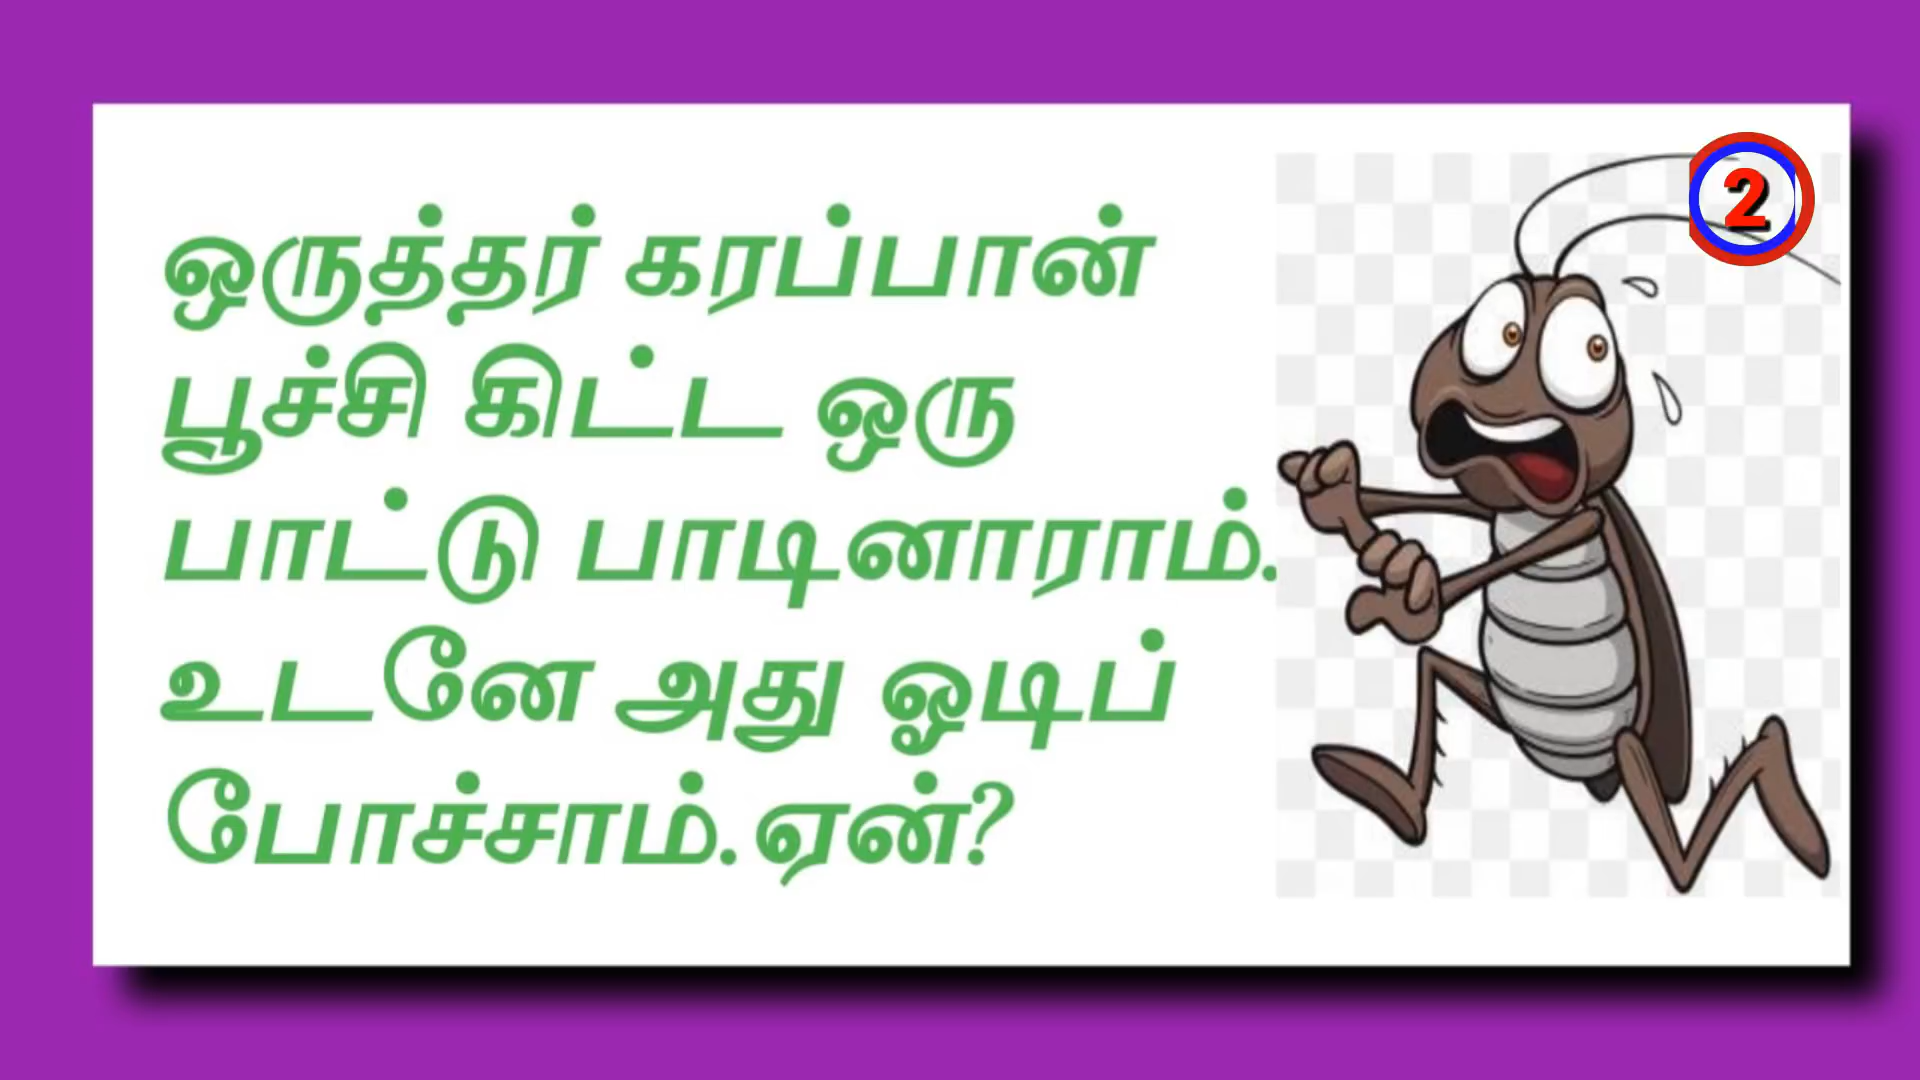 2
ஒருத்தர் கரப்பான்
பூச்சி கிட்ட ஒரு
பாட்டு பாடினாராம்.
உடனே அது ஓடிப்
போச்சாம். ஏன்?